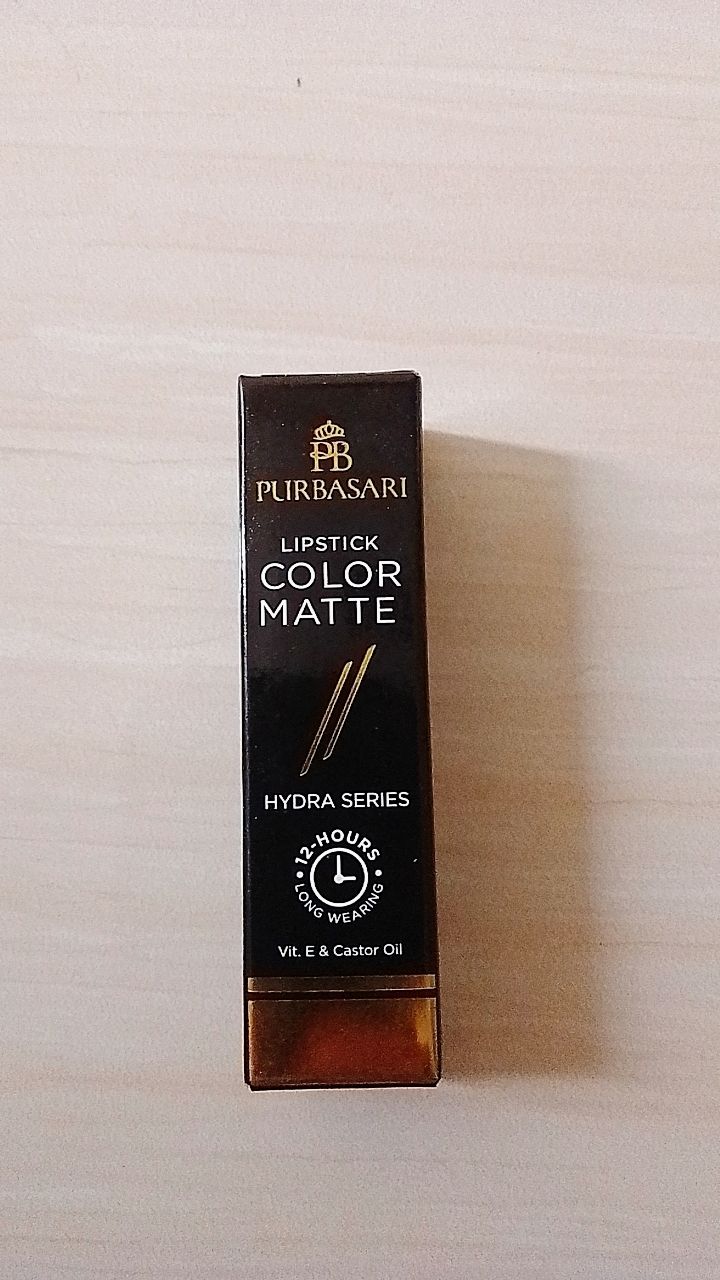 PB
PURBASARI
LIPSTICK
COLOR
MATTE
HYDRA SERIES
12-HOURS
LONG WEARING
Vit. E & Castor Oil